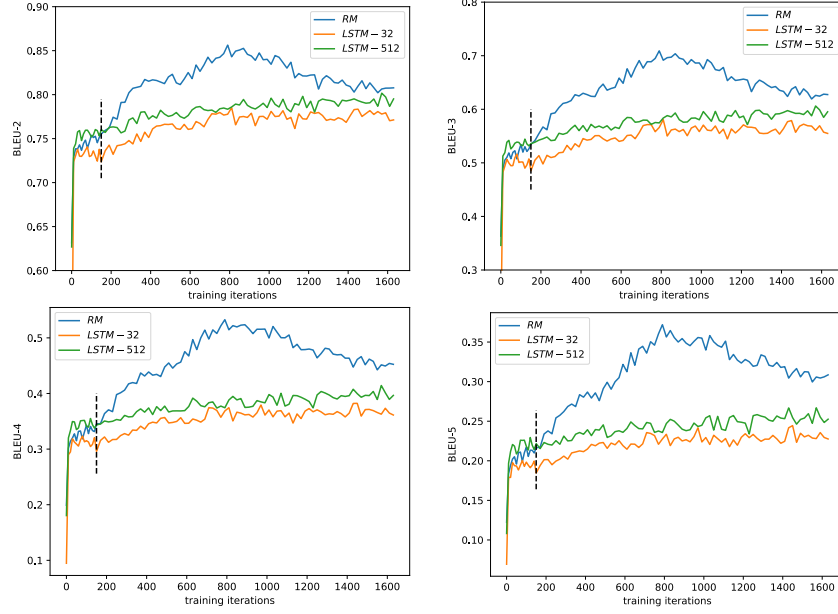 0.90
0.85
0.80
0.75
0.70
0.65
0.60
BLEU-2
RM
LSTM − 32
LSTM − 512
0 200 400 600 800 1000 1200 1400 1600
training iterations
0.8
0.7
0.6
0.5
0.4
0.3
BLEU-3
RM
LSTM − 32
LSTM − 512
0 200 400 600 800 1000 1200 1400 1600
training iterations
0.5
0.4
0.3
0.2
0.1
BLEU-4
RM
LSTM − 32
LSTM − 512
0 200 400 600 800 1000 1200 1400 1600
training iterations
0.35
0.30
0.25
0.20
0.15
0.10
BLEU-5
RM
LSTM − 32
LSTM − 512
0 200 400 600 800 1000 1200 1400 1600
training iterations